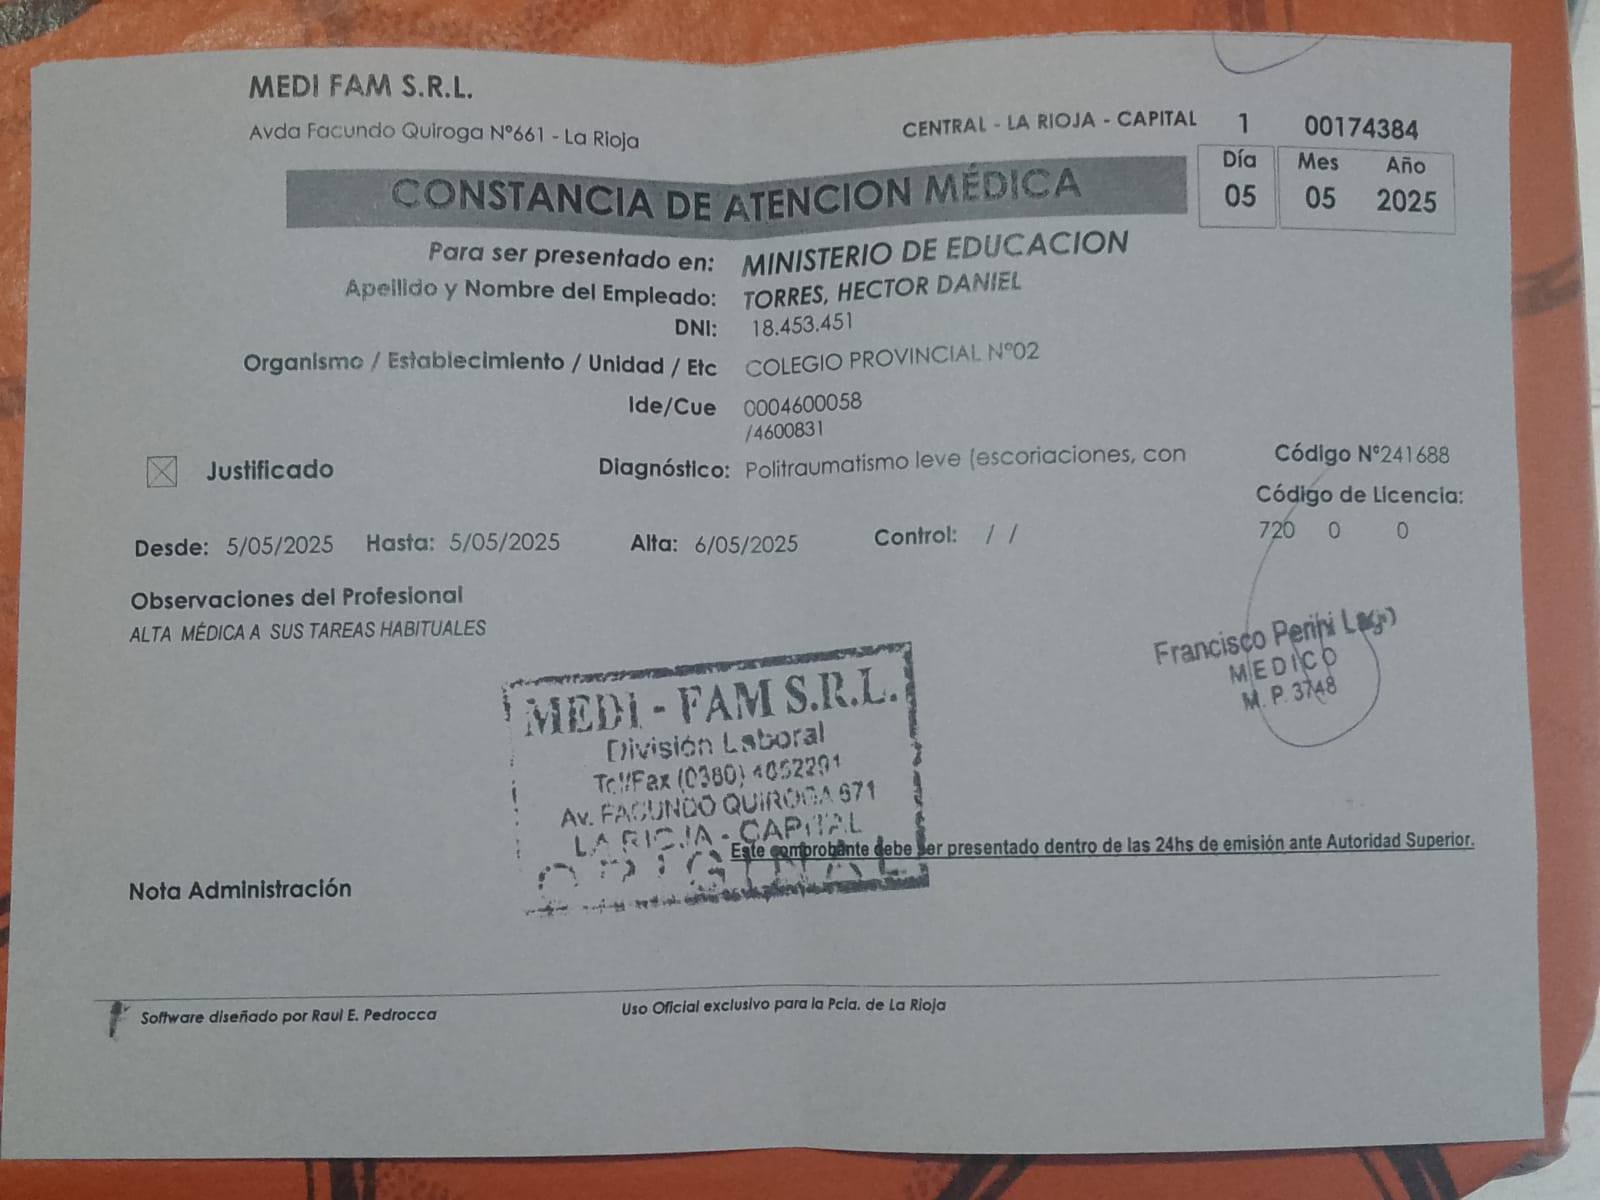 MEDI FAM S.R.L.
Avda Facundo Quiroga Nº661 - La Rioja
CENTRAL - LA RIOJA - CAPITAL 1 00174384
CONSTANCIA DE ATENCION MÉDICA
Día Mes Año
05 05 2025
Para ser presentado en: MINISTERIO DE EDUCACION
Apellido y Nombre del Empleado: TORRES, HECTOR DANIEL
DNI: 18.453.451
Organismo / Establecimiento / Unidad / Etc COLEGIO PROVINCIAL Nº02
Ide/Cue 0004600058
/4600831
Justificado Diagnóstico: Politraumatismo leve (escoriaciones, con Código Nº241688
Código de Licencia:
720 0 0
Desde: 5/05/2025 Hasta: 5/05/2025 Alta: 6/05/2025 Control: / /
Observaciones del Profesional
ALTA MÉDICA A SUS TAREAS HABITUALES
Francisco Perini
MEDICO
M. P. 3748
MEDI - FAM S.R.L.
División Laboral
Tel/Fax (0380)
Av. FACUNDO QUIROGA 671
LA RIOJA - CAPITAL
ORIGINAL
Este comprobante debe ser presentado dentro de las 24hs de emisión ante Autoridad Superior.
Nota Administración
Software diseñado por Raul E. Pedrocca
Uso Oficial exclusivo para la Pcia. de La Rioja